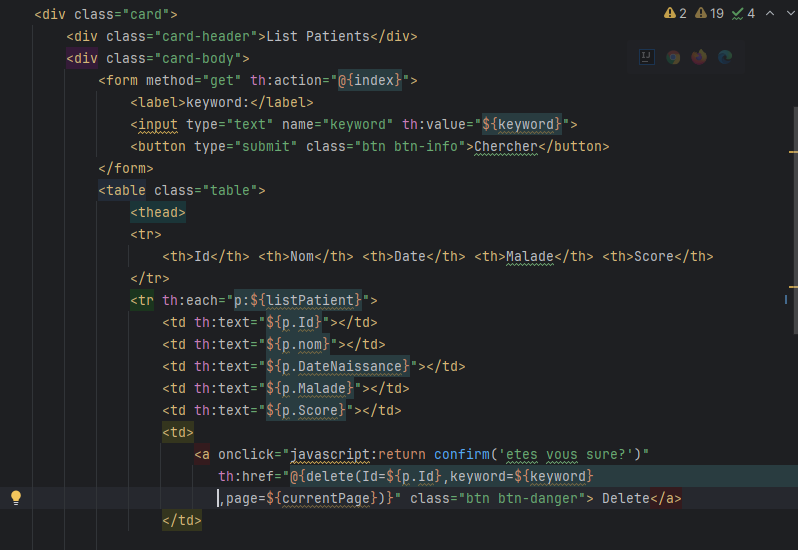 <div class="card">
2 19 4
<div class="card-header">List Patients</div>
<div class="card-body">
<form method="get" th:action="@{index}">
<label>keyword:</label>
<input type="text" name="keyword" th:value="${keyword}">
<button type="submit" class="btn btn-info">Chercher</button>
</form>
<table class="table">
<thead>
<tr>
<th>Id</th> <th>Nom</th> <th>Date</th> <th>Malade</th> <th>Score</th>
</tr>
<tr th:each="p:${listPatient}">
<td th:text="${p.Id}"></td>
<td th:text="${p.nom}"></td>
<td th:text="${p.DateNaissance}"></td>
<td th:text="${p.Malade}"></td>
<td th:text="${p.Score}"></td>
<td>
<a onclick="javascript:return confirm('etes vous sure?')"
th:href="@{delete(Id=${p.Id},keyword=${keyword}
,page=${currentPage})}" class="btn btn-danger"> Delete</a>
</td>